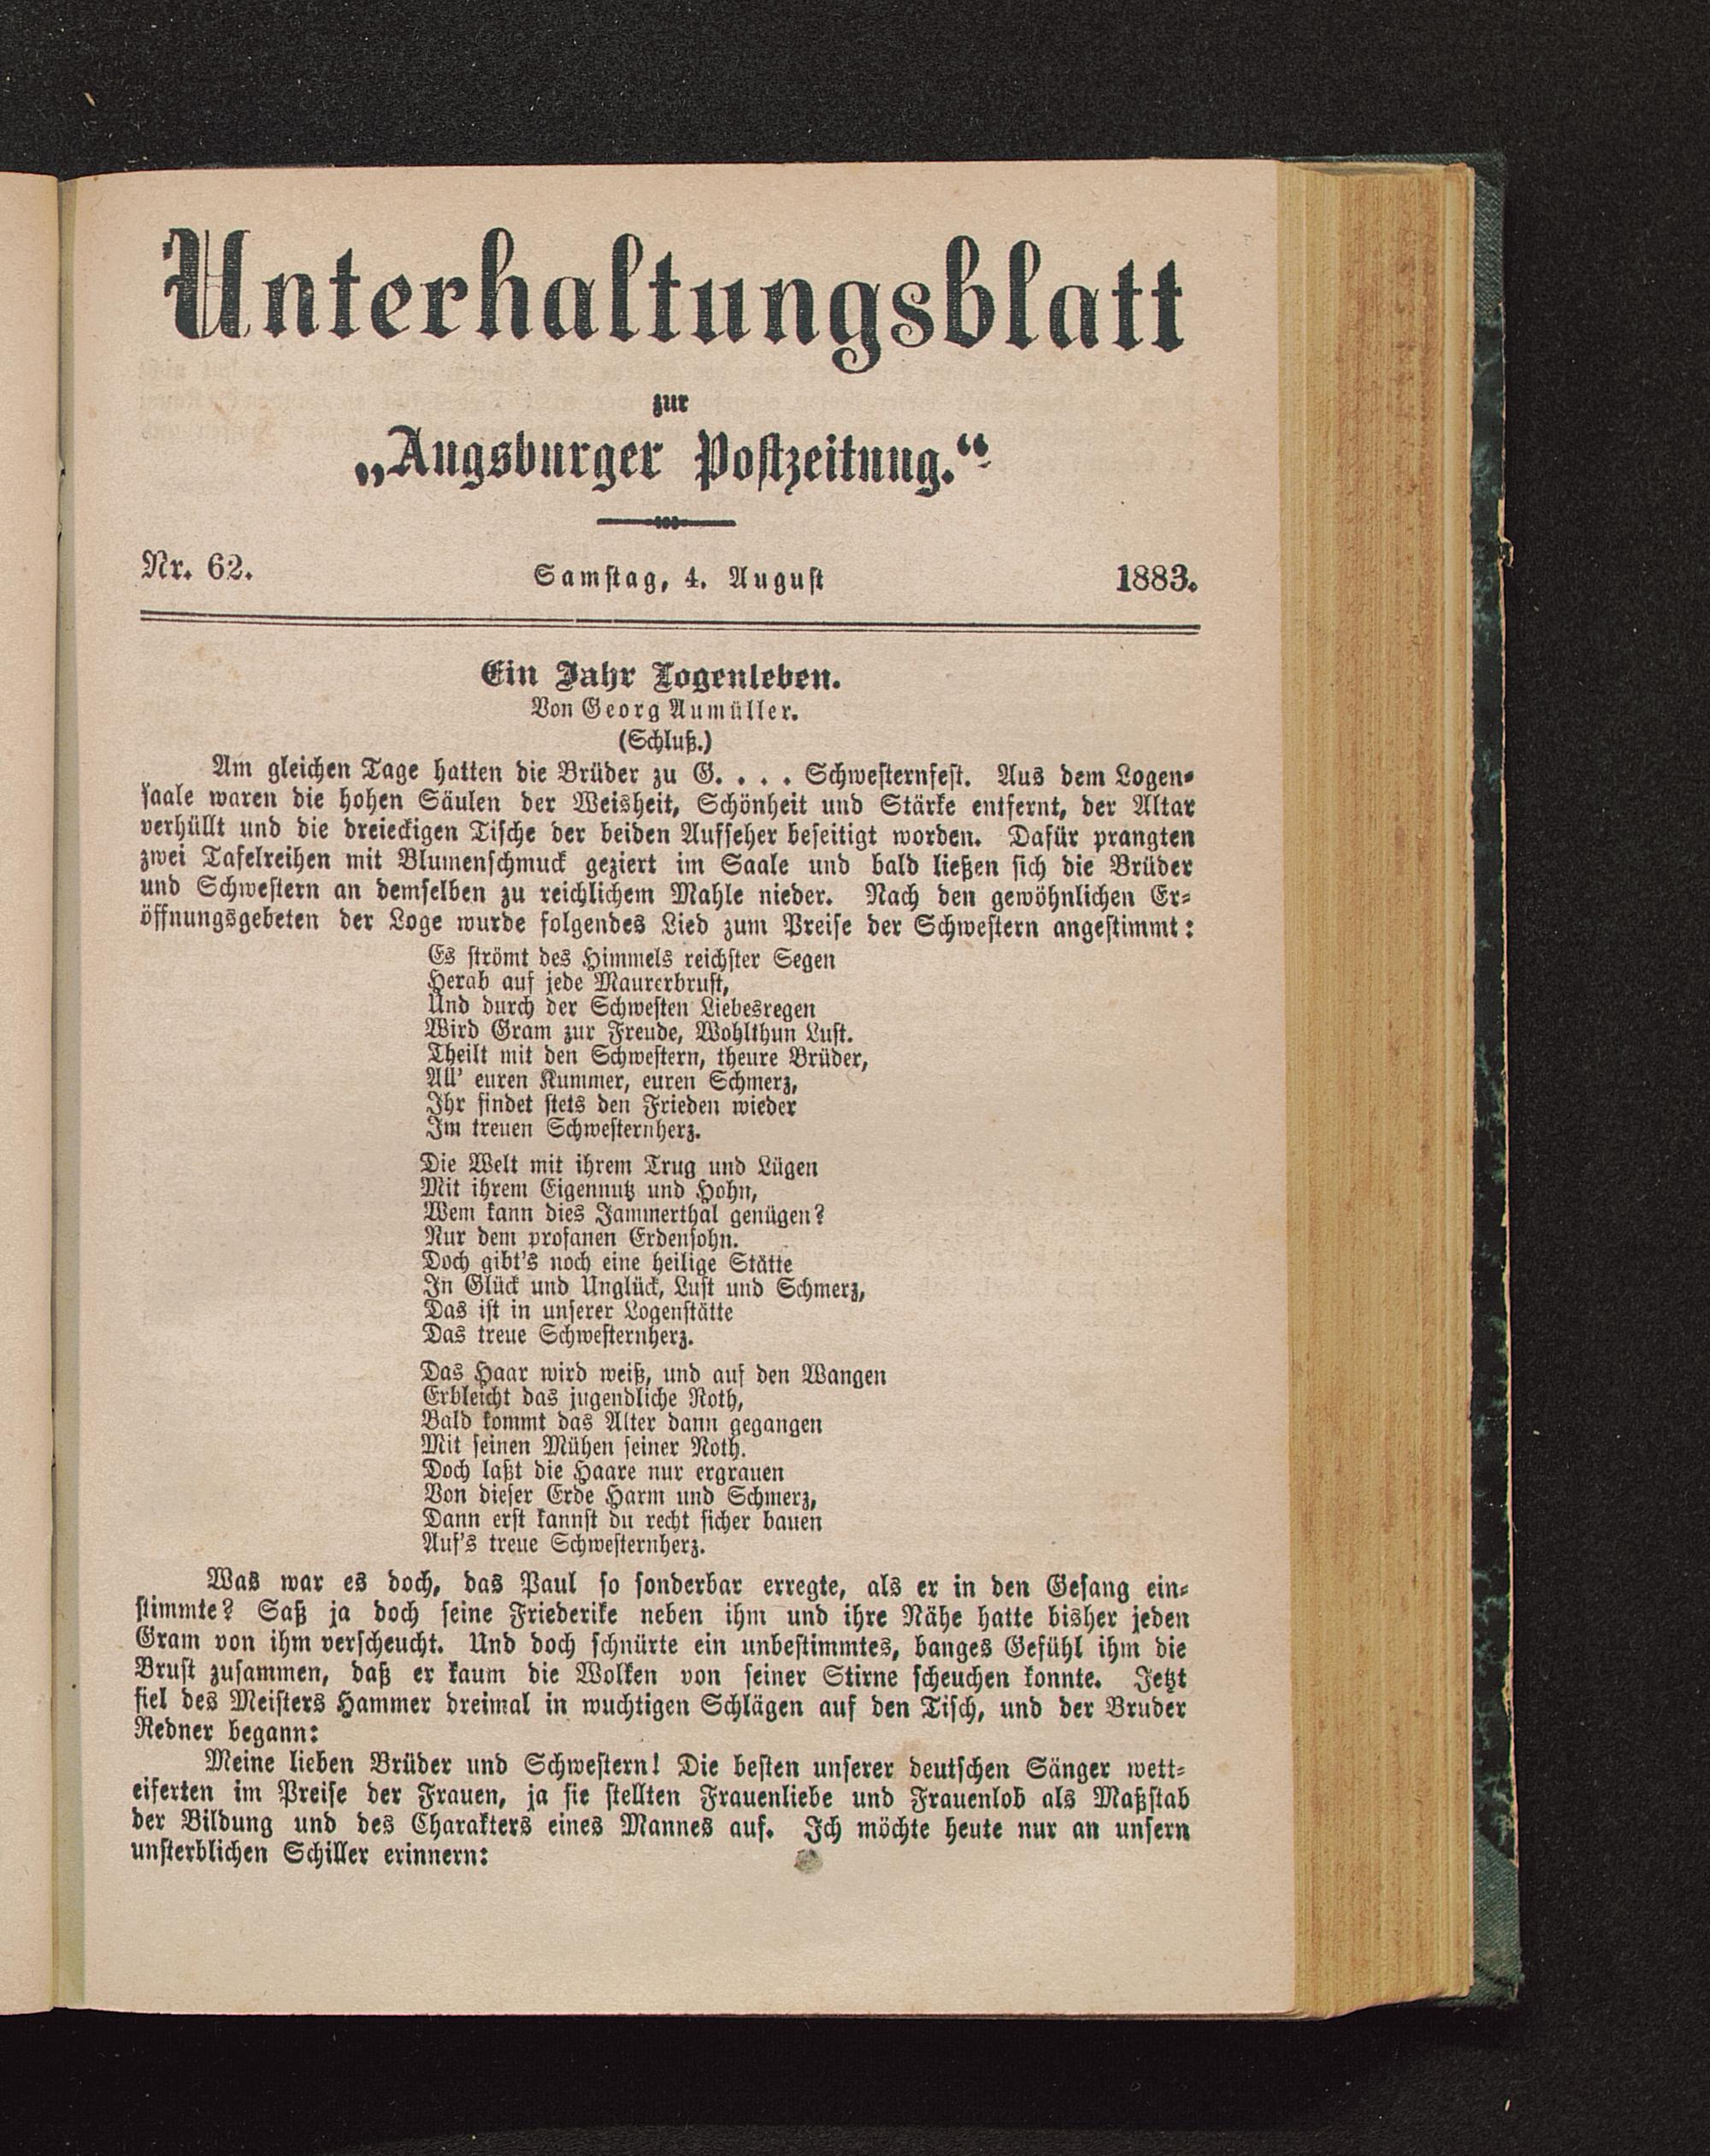 Unterhaltungsblatt
zur
„Augsburger Postzeitung.“
Nr. 62.
Samstag, 4. August
1883.
Ein Jahr Logenleben.
Von Georg Aumüller.
(Schluß.)
Am gleichen Tage hatten die Brüder zu G. . . . Schwesternfest. Aus dem Logen-
saale waren die hohen Säulen der Weisheit, Schönheit und Stärke entfernt, der Altar
verhüllt und die dreieckigen Tische der beiden Aufseher beseitigt worden. Dafür prangten
zwei Tafelreihen mit Blumenschmuck geziert im Saale und bald ließen sich die Brüder
und Schwestern an demselben zu reichlichem Mahle nieder. Nach den gewöhnlichen Er-
öffnungsgebeten der Loge wurde folgendes Lied zum Preise der Schwestern angestimmt:
Es strömt des Himmels reichster Segen
Herab auf jede Maurerbrust,
Und durch der Schwesten Liebesregen
Wird Gram zur Freude, Wohlthun Lust.
Theilt mit den Schwestern, theure Brüder,
All' euren Kummer, euren Schmerz,
Ihr findet stets den Frieden wieder
Im treuen Schwesternherz.
Die Welt mit ihrem Trug und Lügen
Mit ihrem Eigennutz und Hohn,
Wem kann dies Jammerthal genügen?
Nur dem profanen Erdensohn.
Doch gibt's noch eine heilige Stätte
In Glück und Unglück, Lust und Schmerz,
Das ist in unserer Logenstätte
Das treue Schwesternherz.
Das Haar wird weiß, und auf den Wangen
Erbleicht das jugendliche Roth,
Bald kommt das Alter dann gegangen
Mit seinen Mühen seiner Noth.
Doch laßt die Haare nur ergrauen
Von dieser Erde Harm und Schmerz,
Dann erst kannst du recht sicher bauen
Auf's treue Schwesternherz.
Was war es doch, das Paul so sonderbar erregte, als er in den Gesang ein-
stimmte? Saß ja doch seine Friederike neben ihm und ihre Nähe hatte bisher jeden
Gram von ihm verscheucht. Und doch schnürte ein unbestimmtes, banges Gefühl ihm die
Brust zusammen, daß er kaum die Wolken von seiner Stirne scheuchen konnte. Jetzt
fiel des Meisters Hammer dreimal in wuchtigen Schlägen auf den Tisch, und der Bruder
Redner begann:
Meine lieben Brüder und Schwestern! Die besten unserer deutschen Sänger wett-
eiferten im Preise der Frauen, ja sie stellten Frauenliebe und Frauenlob als Maßstab
der Bildung und des Charakters eines Mannes auf. Ich möchte heute nur an unsern
unsterblichen Schiller erinnern: